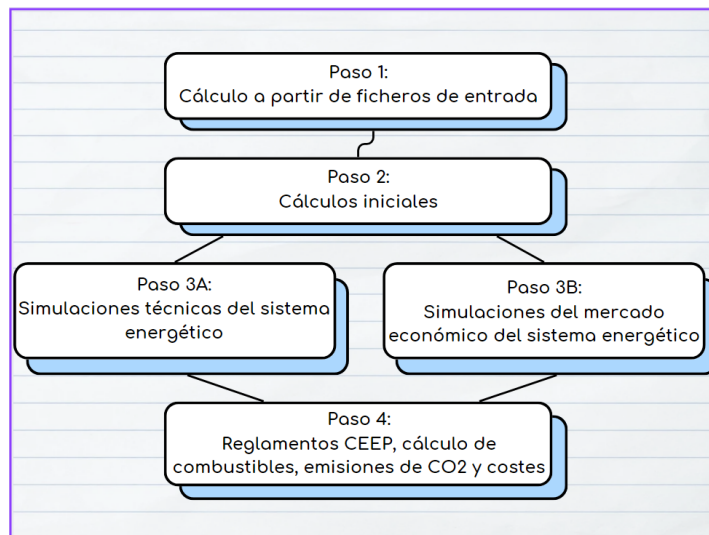 Paso 1:
Cálculo a partir de ficheros de entrada
Paso 2:
Cálculos iniciales
Paso 3A:
Simulaciones técnicas del sistema
energético
Paso 3B:
Simulaciones del mercado
económico del sistema energético
Paso 4:
Reglamentos CEEP, cálculo de
combustibles, emisiones de CO2 y costes